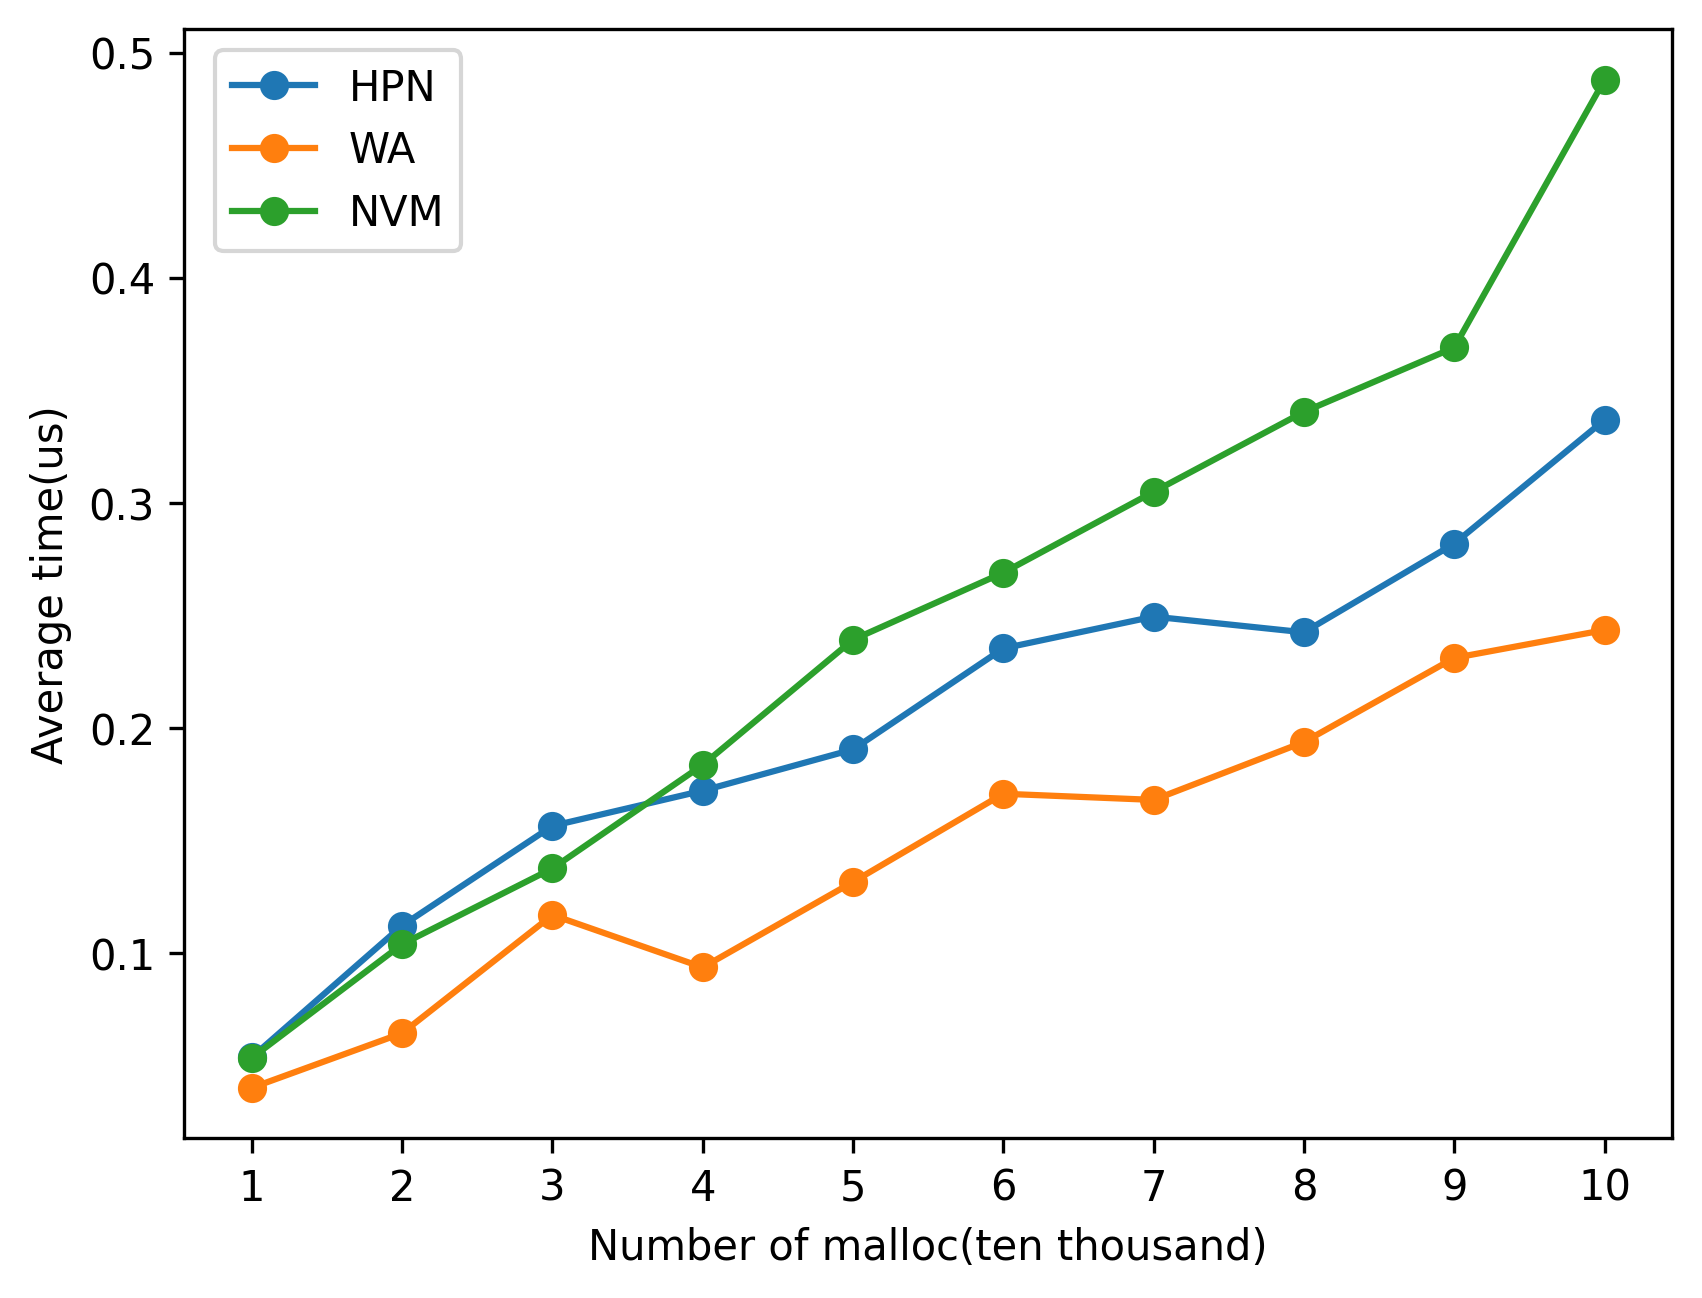 HPN
WA
NVM
0.5
0.4
0.3
0.2
0.1
Average time(us)
1 2 3 4 5 6 7 8 9 10
Number of malloc(ten thousand)